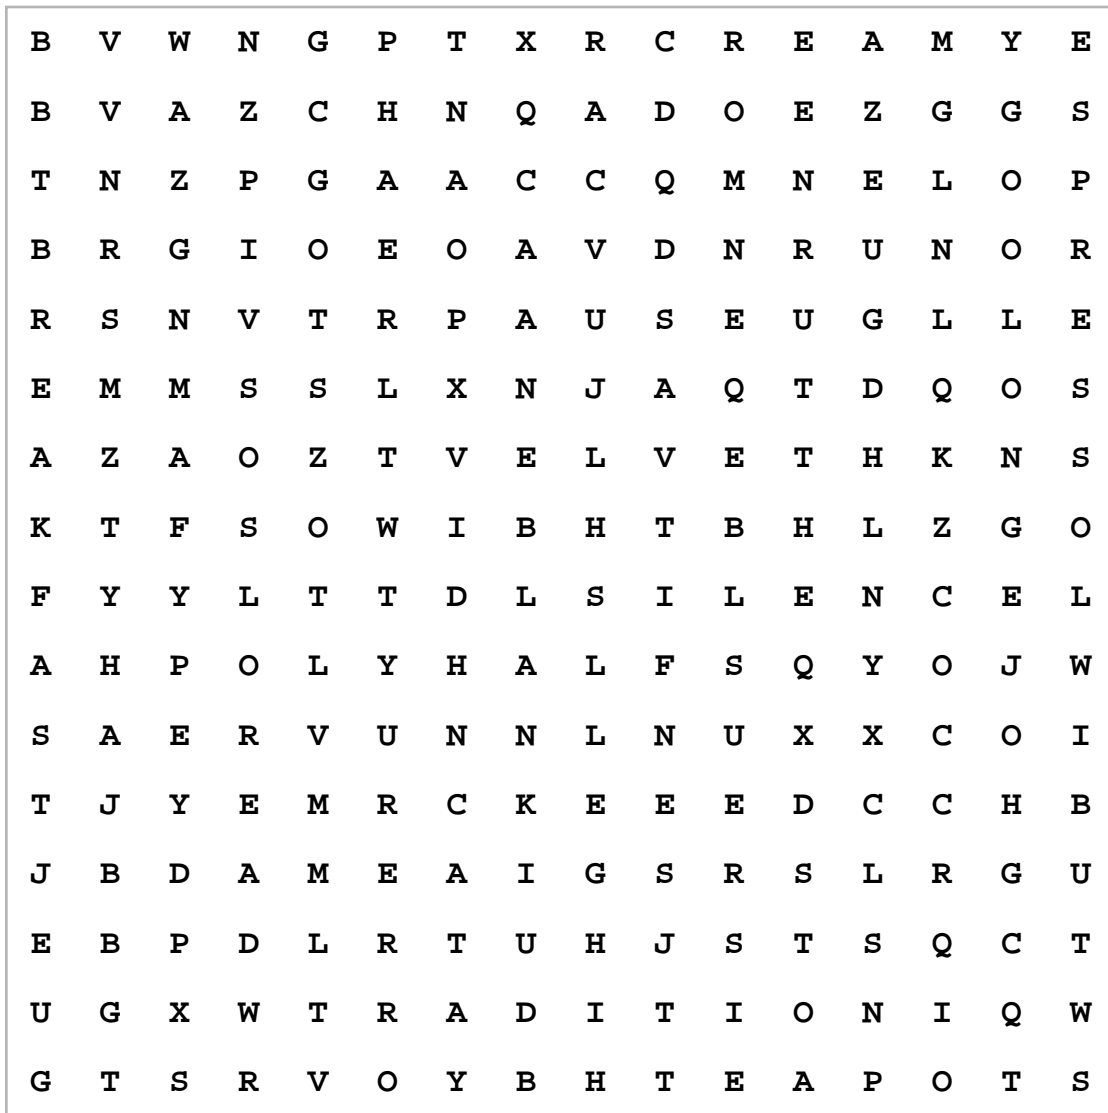 B V W N G P T X R C R E A M Y E
B V A Z C H N Q A D O E Z G G S
T N Z P G A A C C Q M N E L O P
B R G I O E O A V D N R U N O R
R S N V T R P A U S E U G L L E
E M M S S L X N J A Q T D Q O S
A Z A O Z T V E L V E T H K N S
K T F S O W I B H T B H L Z G O
F Y Y L T T D L S I L E N C E L
A H P O L Y H A L F S Q Y O J W
S A E R V U N N L N U X X C O I
T J Y E M R C K E E E D C C H B
J B D A M E A I G S R S L R G U
E B P D L R T U H J S T S Q C T
U G X W T R A D I T I O N I Q W
G T S R V O Y B H T E A P O T S